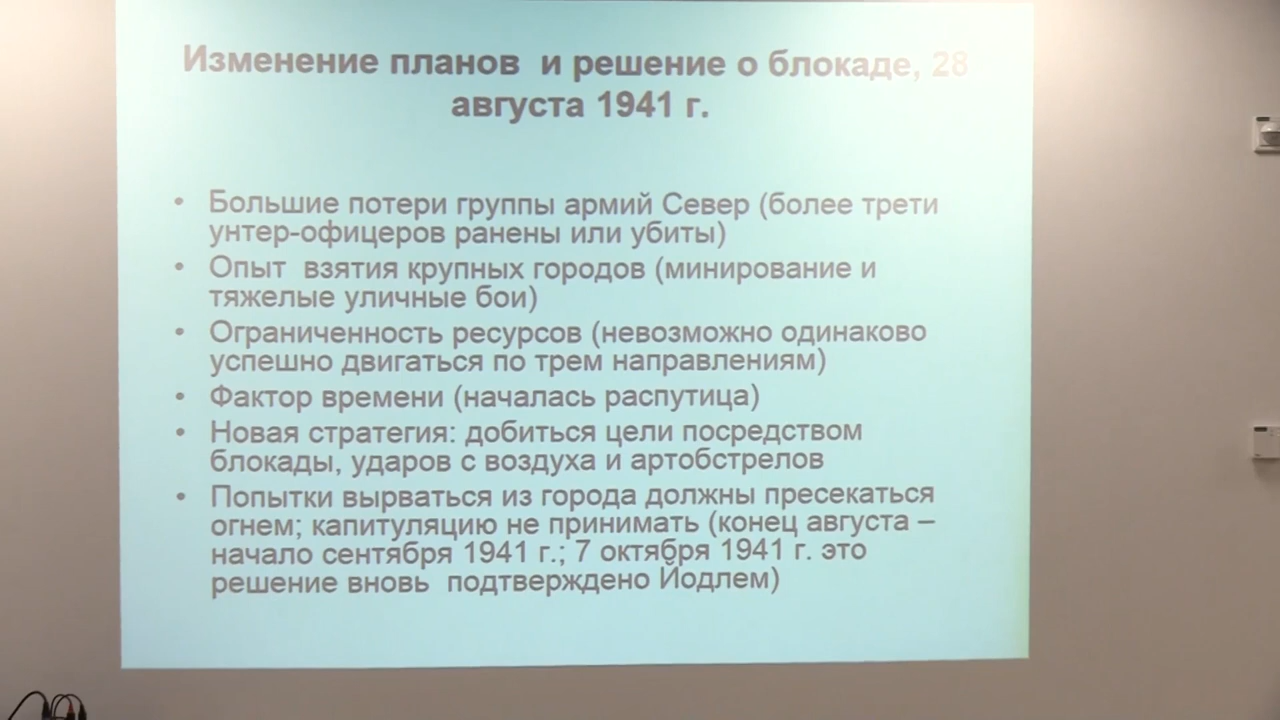 Изменение планов и решение о блокаде, 28
августа 1941 г.
• Большие потери группы армий Север (более трети
унтер-офицеров ранены или убиты)
• Опыт взятия крупных городов (минирование и
тяжелые уличные бои)
• Ограниченность ресурсов (невозможно одинаково
успешно двигаться по трем направлениям)
• Фактор времени (началась распутица)
• Новая стратегия: добиться цели посредством
блокады, ударов с воздуха и артобстрелов
• Попытки вырваться из города должны пресекаться
огнем; капитуляцию не принимать (конец августа –
начало сентября 1941 г.; 7 октября 1941 г. это
решение вновь подтверждено Йодлем)